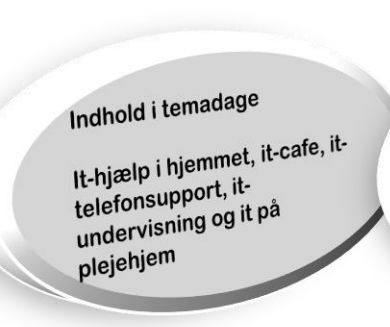 Indhold i temadage
It-hjælp i hjemmet, it-cafe, it-
telefonsupport, it-
undervisning og it på
plejehjem